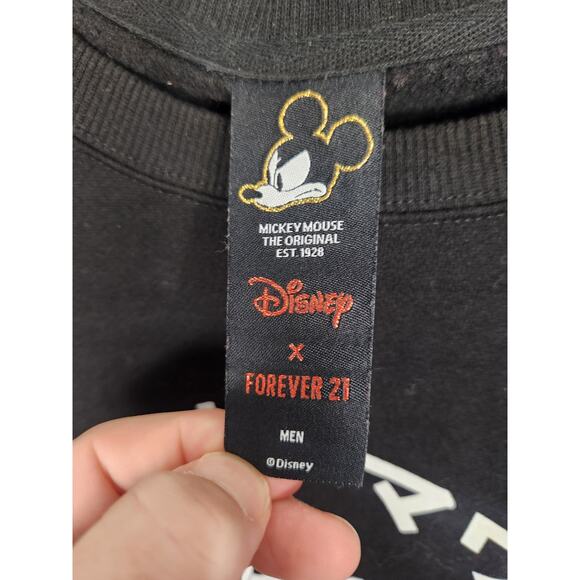 MICKEY MOUSE
THE ORIGINAL
EST. 1928
Disney
X
FOREVER 21
MEN
©Disney